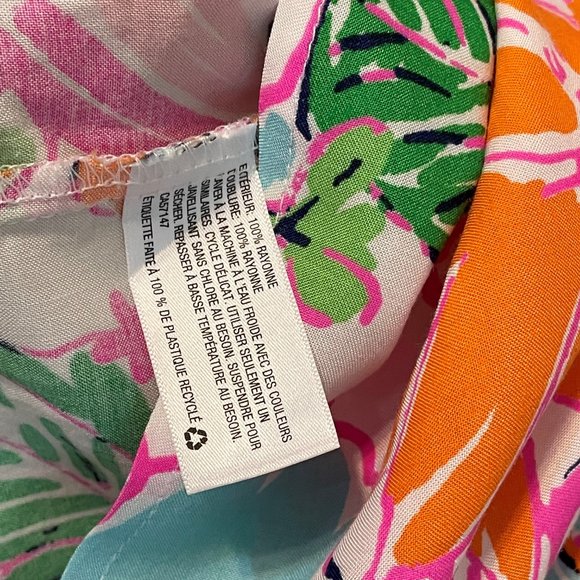 EXTÉRIEUR: 100% RAYONNE
DOUBLURE: 100% RAYONNE
LAVER À LA MACHINE À L'EAU FROIDE AVEC DES COULEURS
SIMILAIRES. CYCLE DÉLICAT. UTILISER SEULEMENT UN
JAVELLISANT SANS CHLORE AU BESOIN. SUSPENDRE POUR
SÉCHER. REPASSER À BASSE TEMPÉRATURE AU BESOIN.
CA57147
ÉTIQUETTE FAITE À 100 % DE PLASTIQUE RECYCLÉ